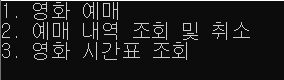 1. 영화 예매
2. 예매 내역 조회 및 취소
3. 영화 시간표 조회